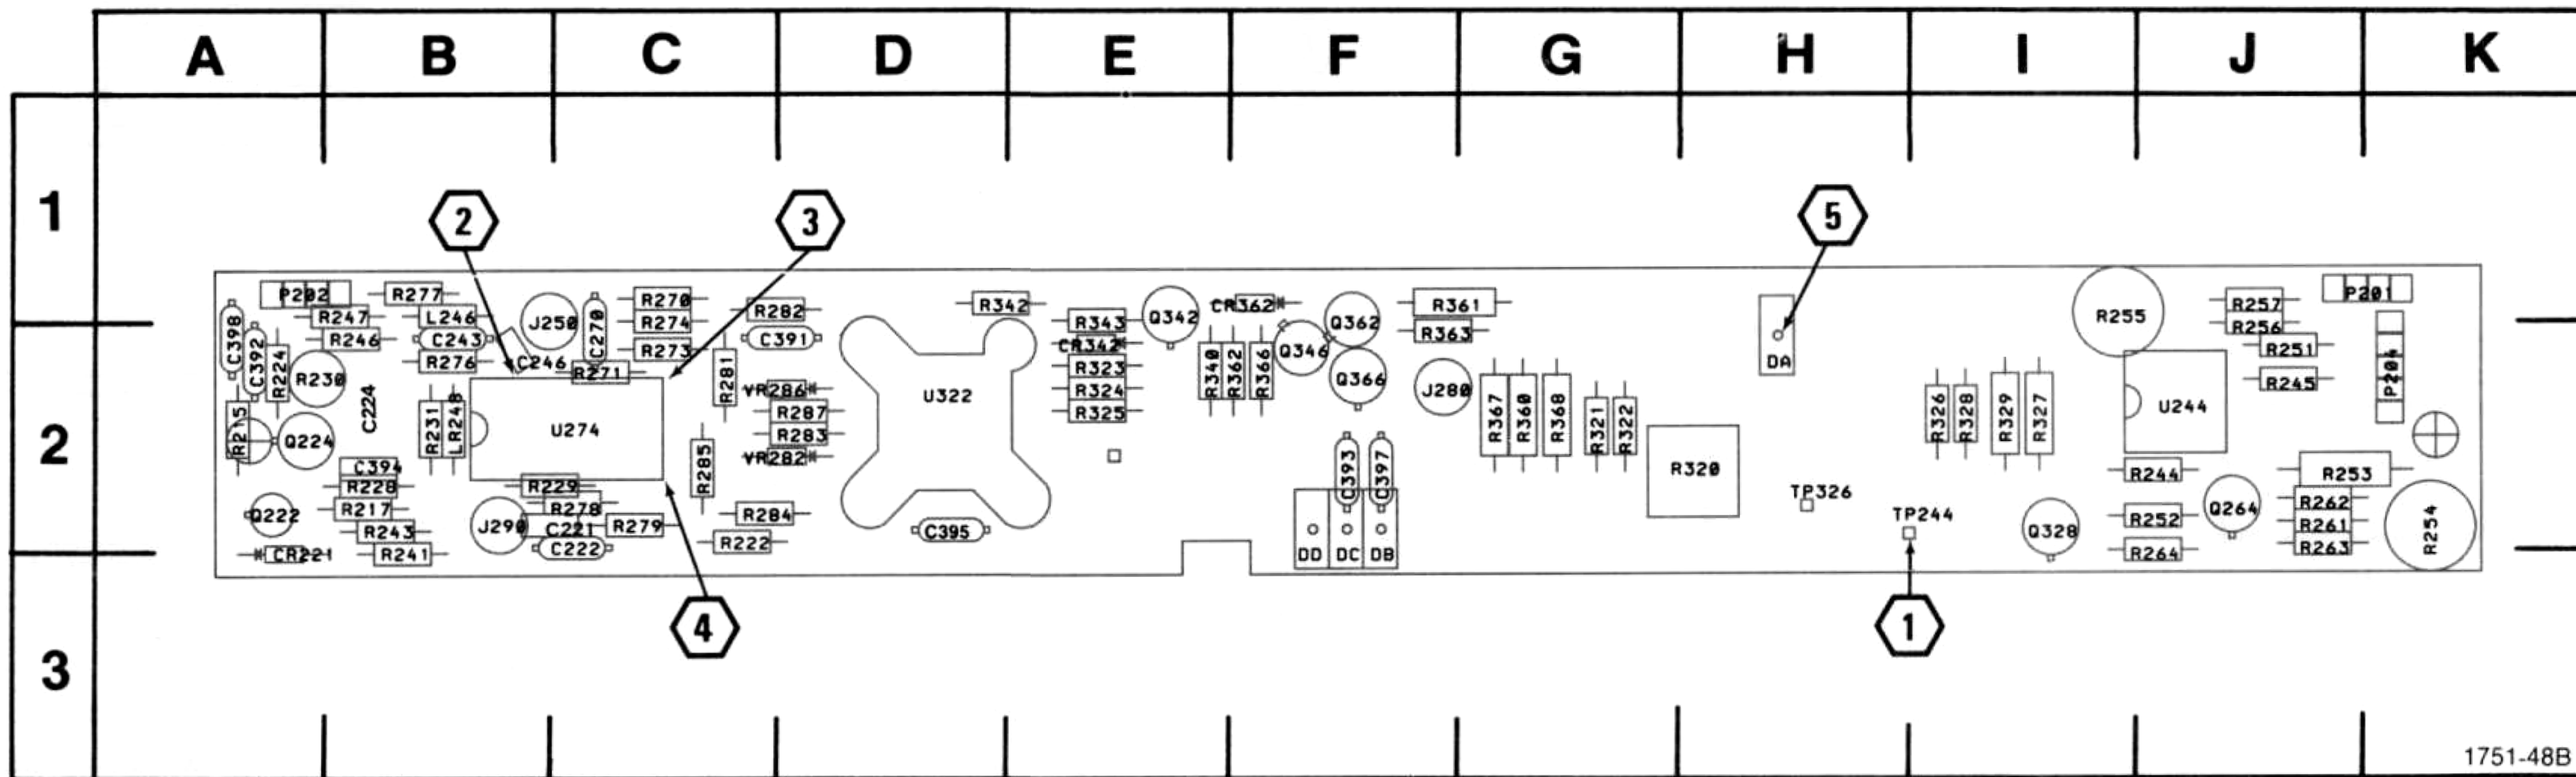 A B C D E F G H I J K
1
2 3 5
P202 R277 R270 R282 R342 CR362 R361 R257 P201
C398 R247 L246 J250 C270 R274 R343 Q342 Q362 R255 R256
C392 R246 C243 C246 R273 C391 CR342 Q346 R363 DA R251 P204
R224 R230 R276 R271 R281 VR286 U322 R323 R340 R362 R366 Q366 J280 R245
2
R215 Q224 C224 R231 LR248 U274 R287 R324 R367 R360 R368 R321 R322 R326 R328 R329 R327 U244
R283 R325
C394 R285 VR282 C393 C397 R320 R244 R253
Q222 R228 R229 TP326 R262
R217 R278 R284 TP244 R252 Q264 R254
R243 J290 C221 R279 C395 Q328 R261
CR221 R241 C222 R222 DD DC DB R264 R263
4 1
3
1751-48B